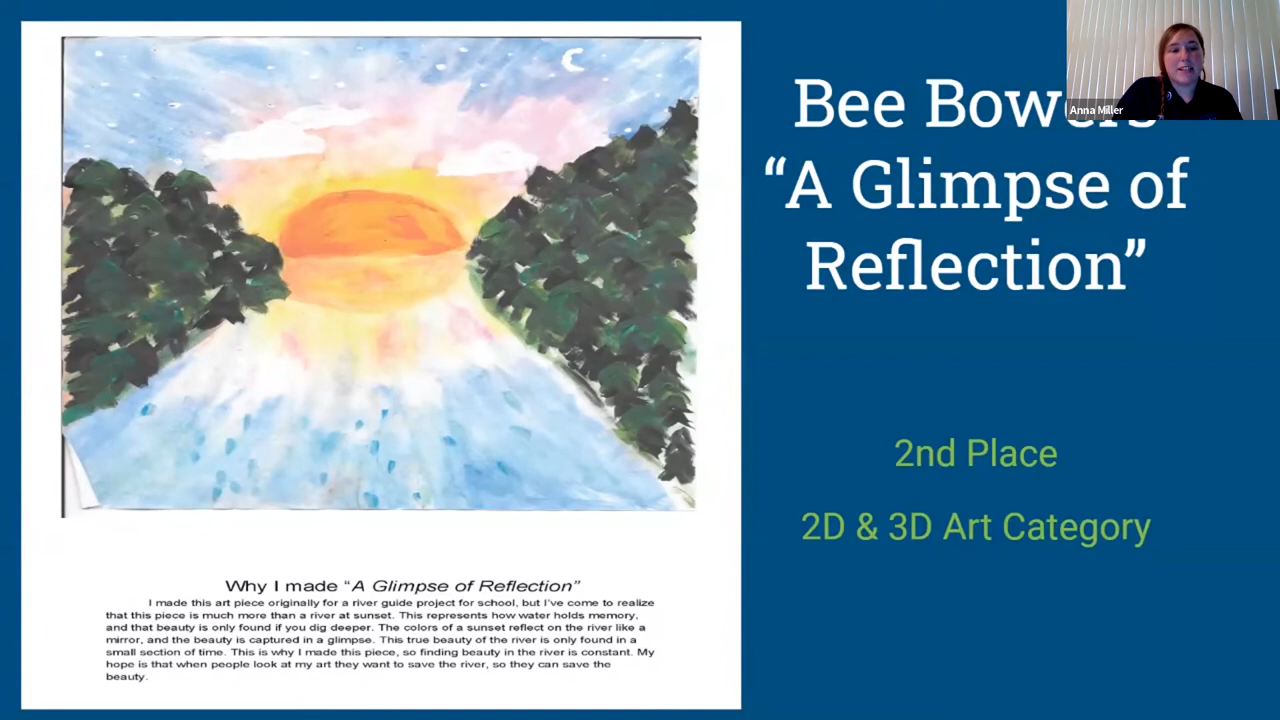 Bee Bowers
“A Glimpse of
Reflection”
Anna Miller
2nd Place
2D & 3D Art Category
Why I made “A Glimpse of Reflection”
I made this art piece originally for a river guide project for school, but I’ve come to realize
that this piece is much more than a river at sunset. This represents how water holds memory,
and that beauty is only found if you dig deeper. The colors of a sunset reflect on the river like a
mirror, and the beauty is captured in a glimpse. This true beauty of the river is only found in a
small section of time. This is why I made this piece, so finding beauty in the river is constant. My
hope is that when people look at my art they want to save the river, so they can save the
beauty.